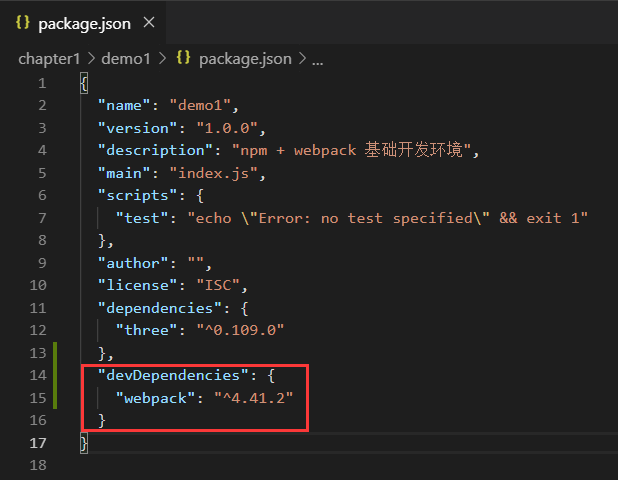 {} package.json ×
chapter1 > demo1 > {} package.json > ...
1 {
2 "name": "demo1",
3 "version": "1.0.0",
4 "description": "npm + webpack 基础开发环境",
5 "main": "index.js",
6 "scripts": {
7 "test": "echo \"Error: no test specified\" && exit 1"
8 },
9 "author": "",
10 "license": "ISC",
11 "dependencies": {
12 "three": "^0.109.0"
13 },
14 "devDependencies": {
15 "webpack": "^4.41.2"
16 }
17 }
18